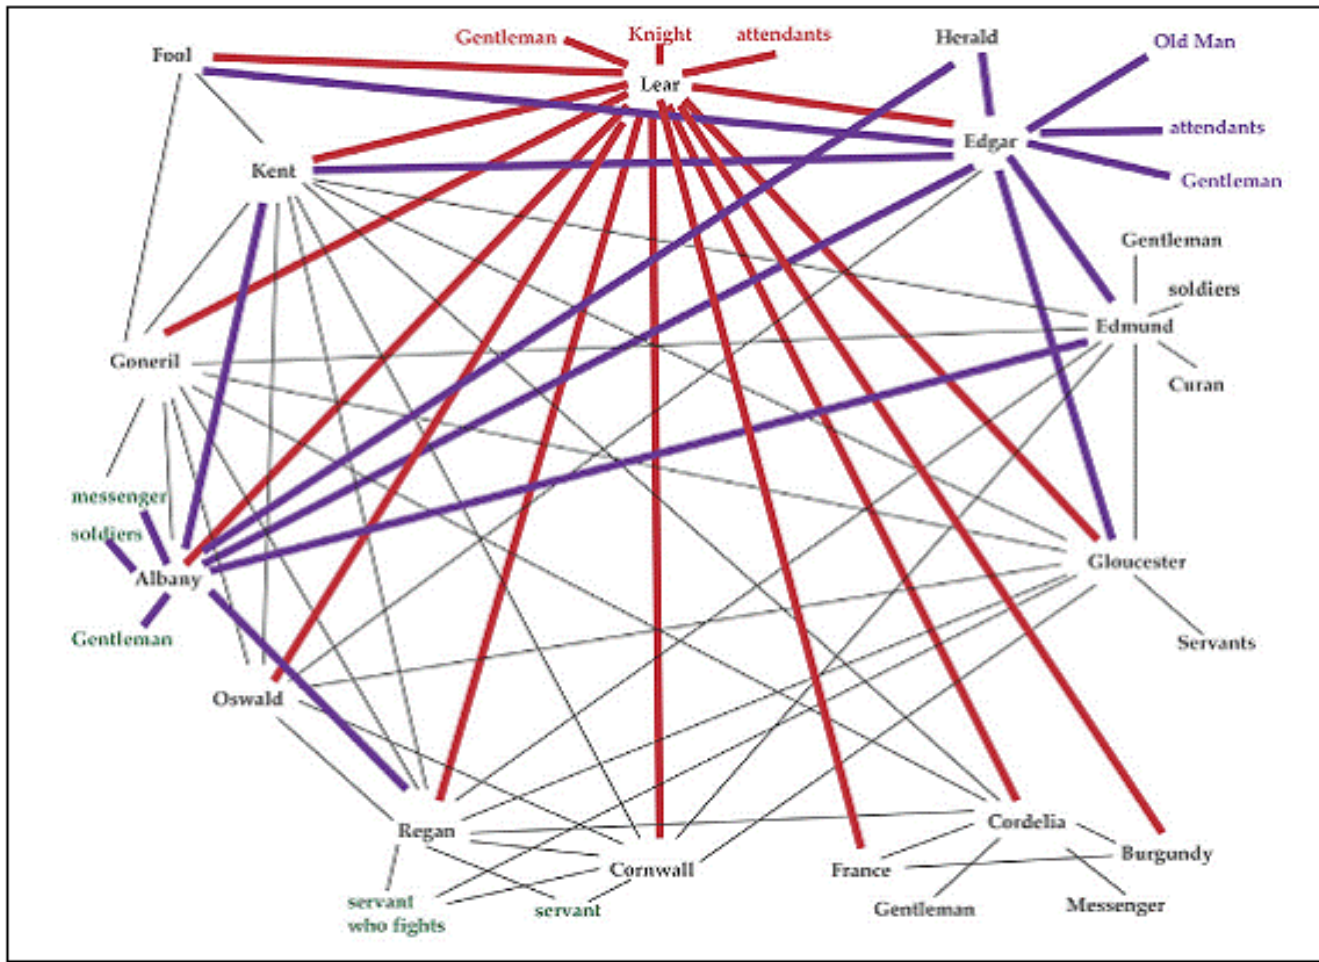 Gentleman
Knight
attendants
Herald
Old Man
Fool
Lear
attendants
Edgar
Kent
Gentleman
Gentleman
soldiers
Edmund
Goneril
Curan
messenger
soldiers
Albany
Gloucester
Gentleman
Servants
Oswald
Regan
Cordelia
Burgundy
Cornwall
France
servant
who fights
servant
Gentleman
Messenger